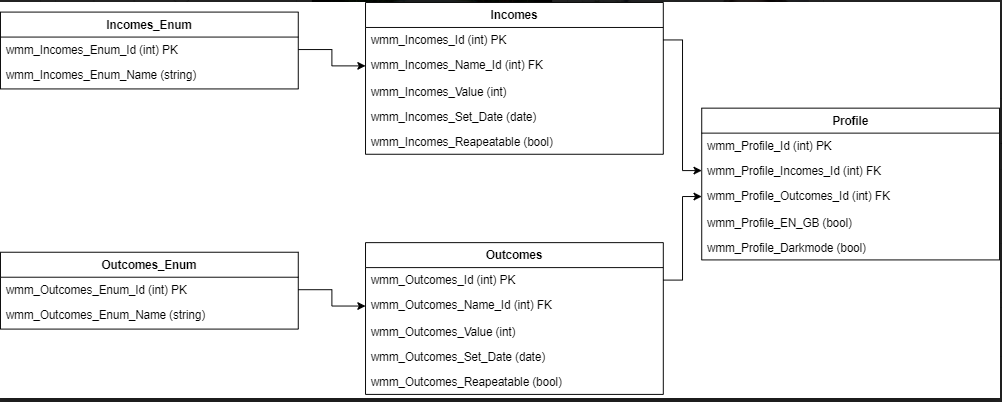 Incomes_Enum
wmm_Incomes_Enum_Id (int) PK
wmm_Incomes_Enum_Name (string)
Incomes
wmm_Incomes_Id (int) PK
wmm_Incomes_Name_Id (int) FK
wmm_Incomes_Value (int)
wmm_Incomes_Set_Date (date)
wmm_Incomes_Reapeatable (bool)
Profile
wmm_Profile_Id (int) PK
wmm_Profile_Incomes_Id (int) FK
wmm_Profile_Outcomes_Id (int) FK
wmm_Profile_EN_GB (bool)
wmm_Profile_Darkmode (bool)
Outcomes_Enum
wmm_Outcomes_Enum_Id (int) PK
wmm_Outcomes_Enum_Name (string)
Outcomes
wmm_Outcomes_Id (int) PK
wmm_Outcomes_Name_Id (int) FK
wmm_Outcomes_Value (int)
wmm_Outcomes_Set_Date (date)
wmm_Outcomes_Reapeatable (bool)